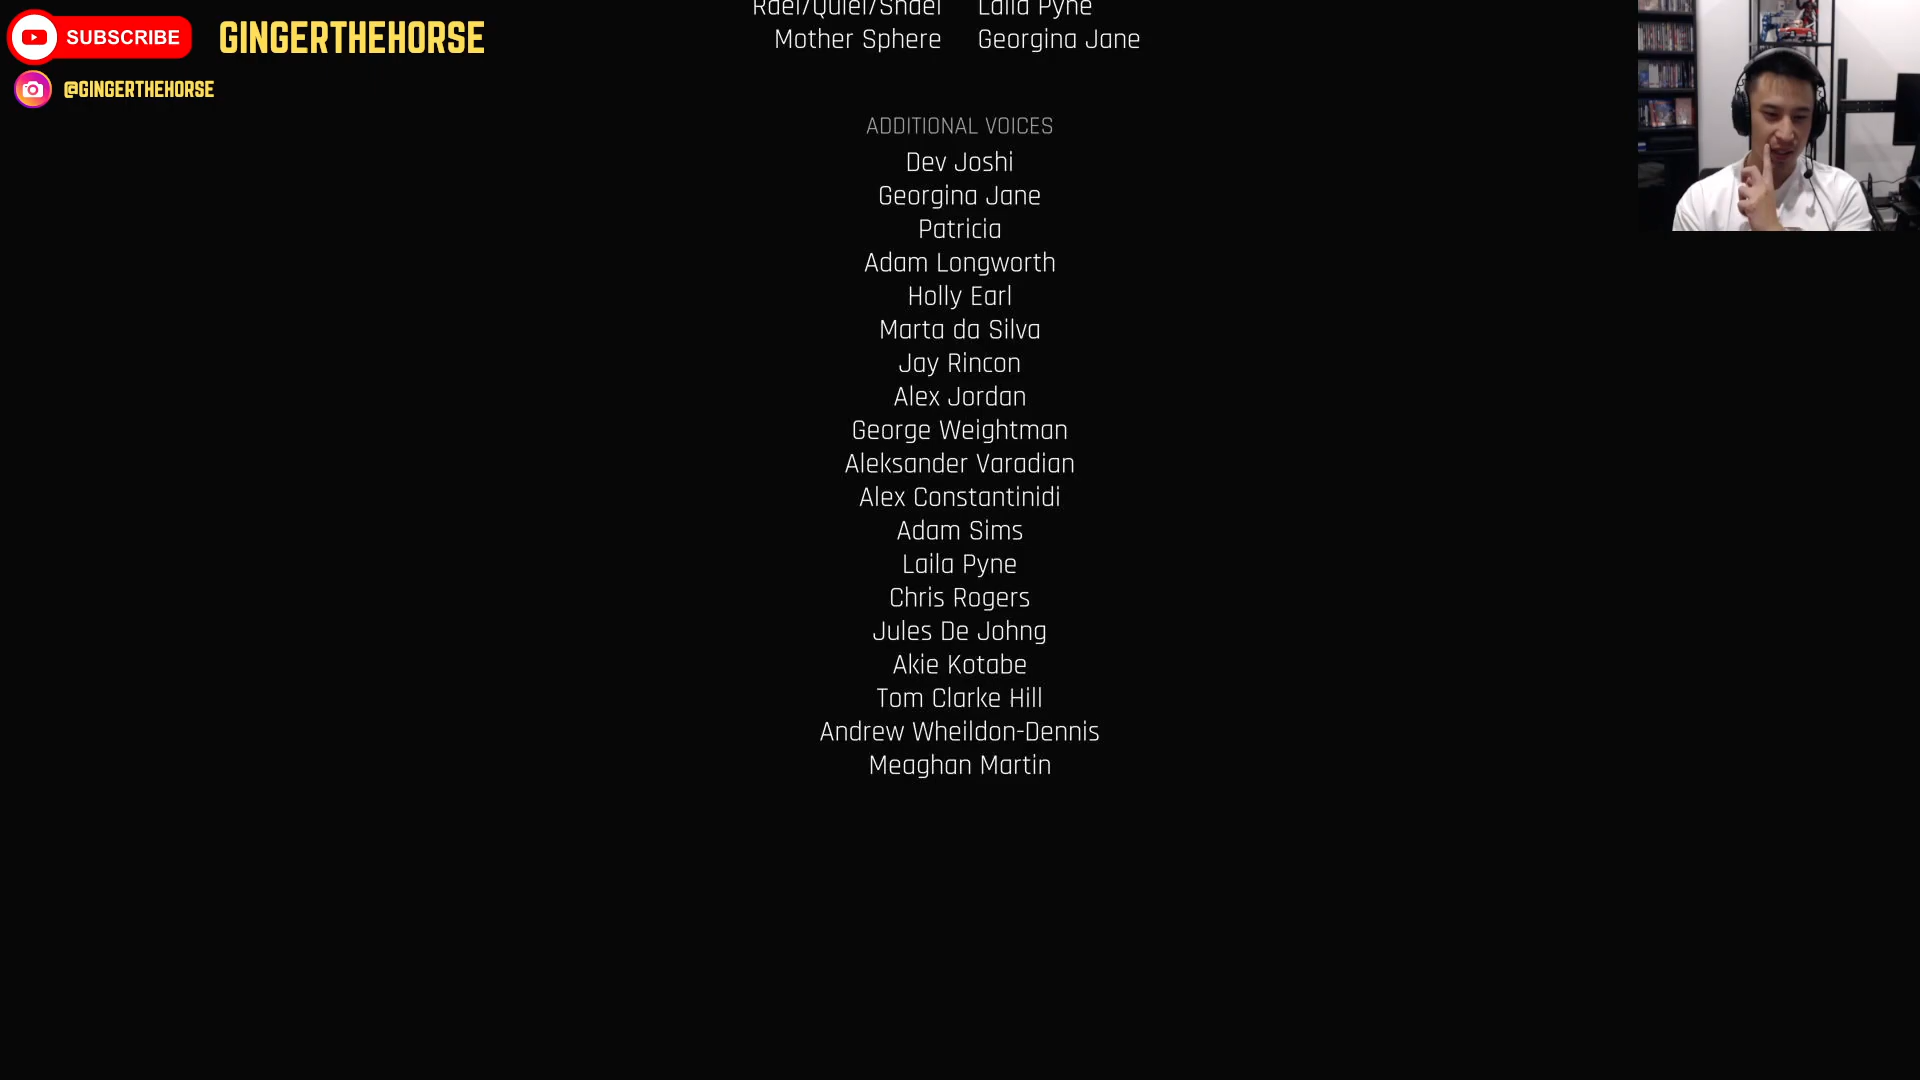 SUBSCRIBE
GINGERTHEHORSE
@GINGERTHEHORSE
Laila Pyne
Mother Sphere Georgina Jane
ADDITIONAL VOICES
Dev Joshi
Georgina Jane
Patricia
Adam Longworth
Holly Earl
Marta da Silva
Jay Rincon
Alex Jordan
George Weightman
Aleksander Varadian
Alex Constantinidi
Adam Sims
Laila Pyne
Chris Rogers
Jules De Johng
Akie Kotabe
Tom Clarke Hill
Andrew Wheildon-Dennis
Meaghan Martin